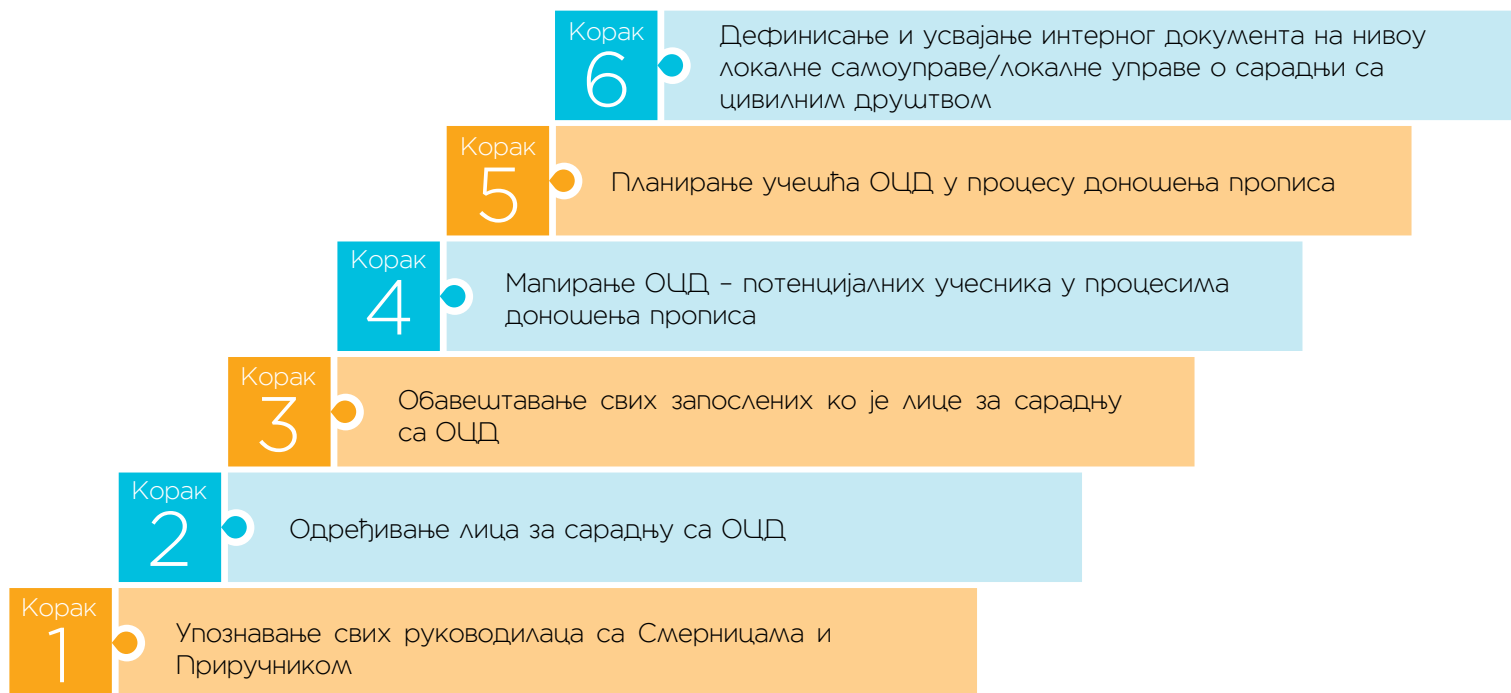 Корак
6
Дефинисање и усвајање интерног документа на нивоу
локалне самоуправе/локалне управе о сарадњи са
цивилним друштвом
Корак
5
Планирање учешћа ОЦД у процесу доношења прописа
Корак
4
Мапирање ОЦД – потенцијалних учесника у процесима
доношења прописа
Корак
3
Обавештавање свих запослених ко је лице за сарадњу
са ОЦД
Корак
2
Одређивање лица за сарадњу са ОЦД
Корак
1
Упознавање свих руководилаца са Смерницама и
Приручником